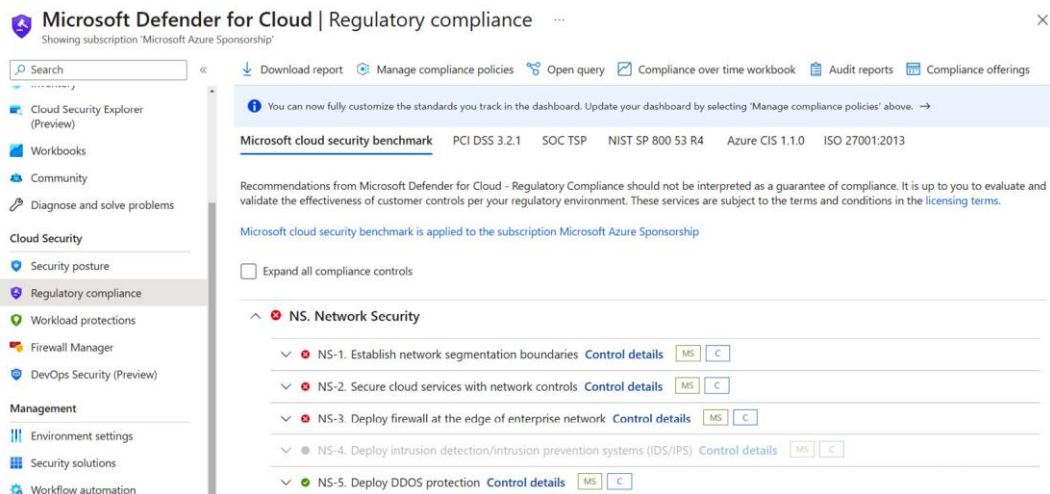 Microsoft Defender for Cloud | Regulatory compliance ...
Showing subscription 'Microsoft Azure Sponsorship'
Search
«
Download report
Manage compliance policies
Open query
Compliance over time workbook
Audit reports
Compliance offerings
Cloud Security Explorer
(Preview)
Workbooks
Community
Diagnose and solve problems
Cloud Security
Security posture
Regulatory compliance
Workload protections
Firewall Manager
DevOps Security (Preview)
Management
Environment settings
Security solutions
Workflow automation
You can now fully customize the standards you track in the dashboard. Update your dashboard by selecting 'Manage compliance policies' above. →
Microsoft cloud security benchmark
PCI DSS 3.2.1
SOC TSP
NIST SP 800 53 R4
Azure CIS 1.1.0
ISO 27001:2013
Recommendations from Microsoft Defender for Cloud - Regulatory Compliance should not be interpreted as a guarantee of compliance. It is up to you to evaluate and
validate the effectiveness of customer controls per your regulatory environment. These services are subject to the terms and conditions in the licensing terms.
Microsoft cloud security benchmark is applied to the subscription Microsoft Azure Sponsorship
Expand all compliance controls
NS. Network Security
NS-1. Establish network segmentation boundaries Control details MS C
NS-2. Secure cloud services with network controls Control details MS C
NS-3. Deploy firewall at the edge of enterprise network Control details MS C
NS-4. Deploy intrusion detection/intrusion prevention systems (IDS/IPS) Control details MS C
NS-5. Deploy DDOS protection Control details MS C